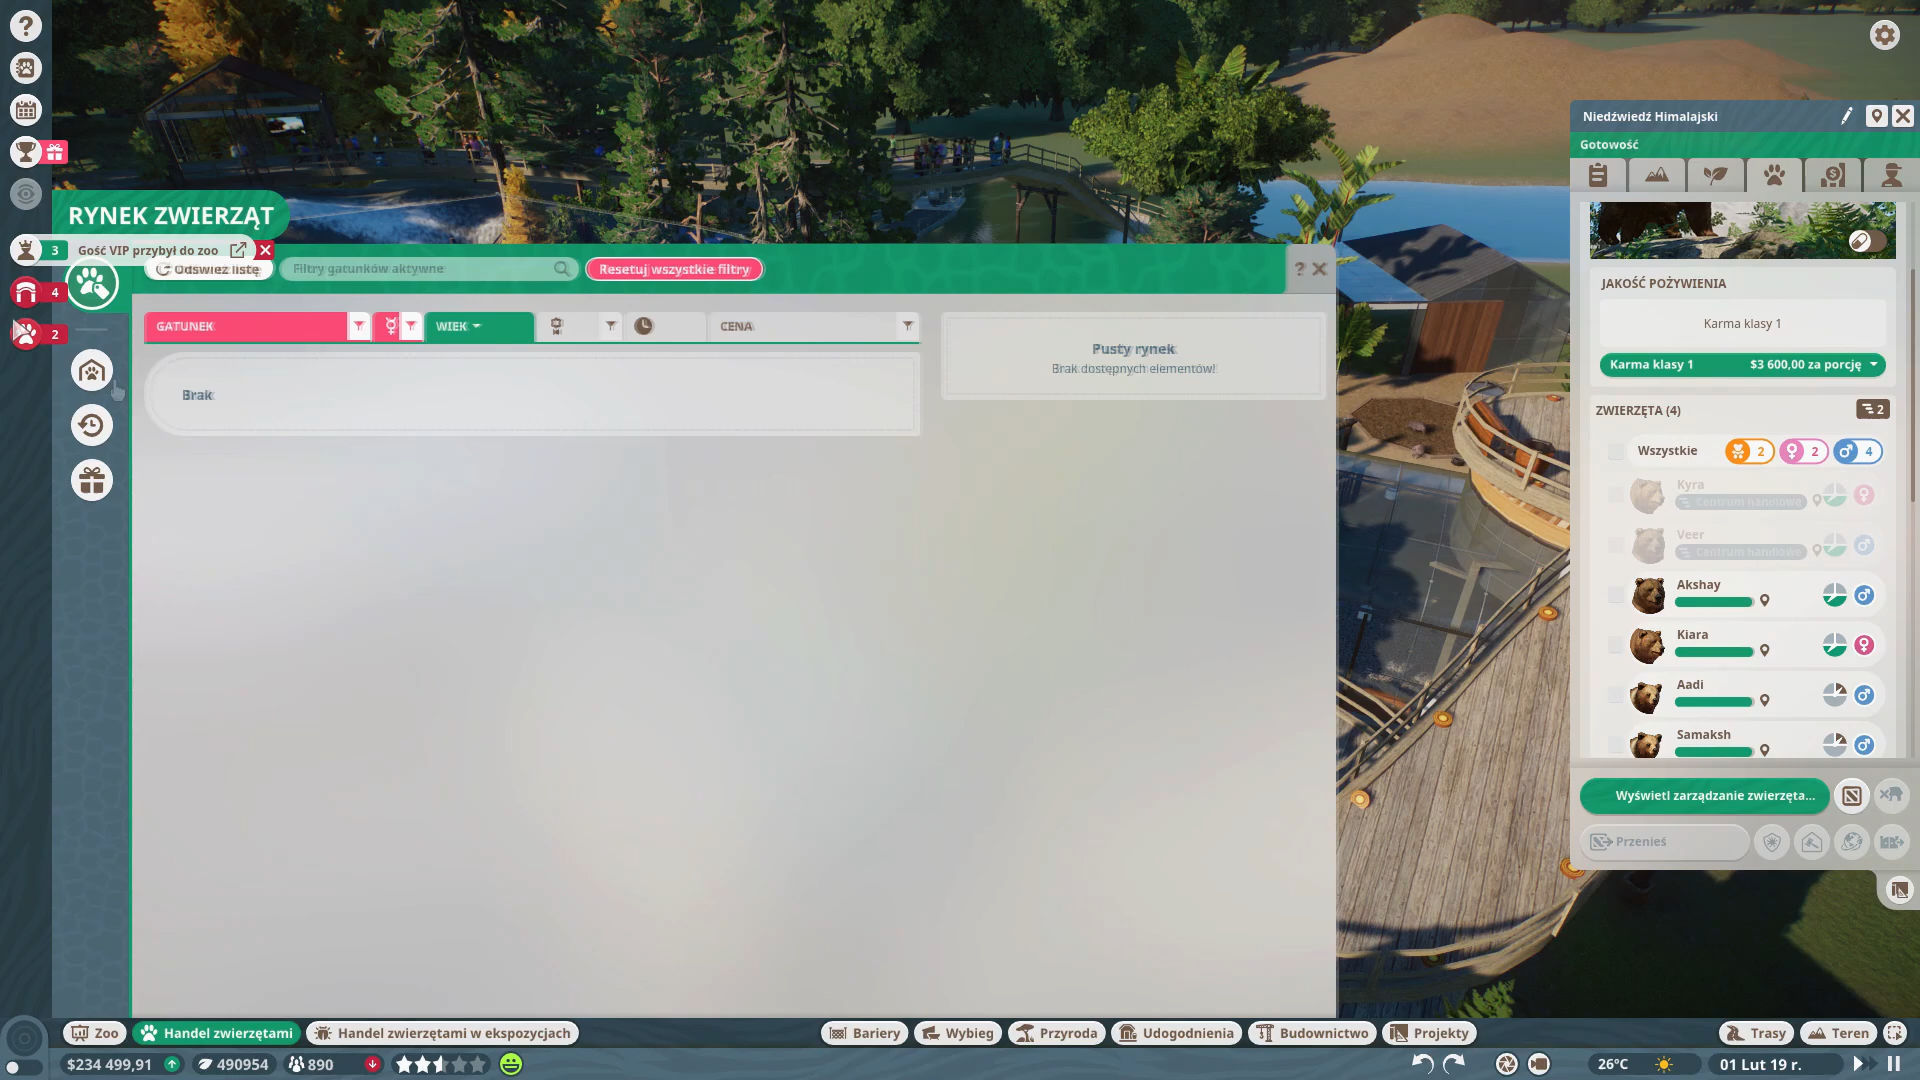 RYNEK ZWIERZĄT
3 Gość VIP przybył do zoo
4
2
Odśwież listę
Filtry gatunków aktywne
Resetuj wszystkie filtry
?
GATUNEK
WIEK
CENA
Brak
Pusty rynek
Brak dostępnych elementów!
Niedźwiedź Himalajski
Gotowość
JAKOŚĆ POŻYWIENIA
Karma klasy 1
Karma klasy 1 $3 600,00 za porcję
ZWIERZĘTA (4) 2
Wszystkie 2 2 4
Kyra
Centrum handlowe
Veer
Centrum handlowe
Akshay
Kiara
Aadi
Samaksh
Wyświetl zarządzanie zwierzęta...
Przenieś
Zoo Handel zwierzętami Handel zwierzętami w ekspozycjach Bariery Wybieg Przyroda Udogodnienia Budownictwo Projekty Trasy Teren
$234 499,91 490954 890 26°C 01 Lut 19 r.